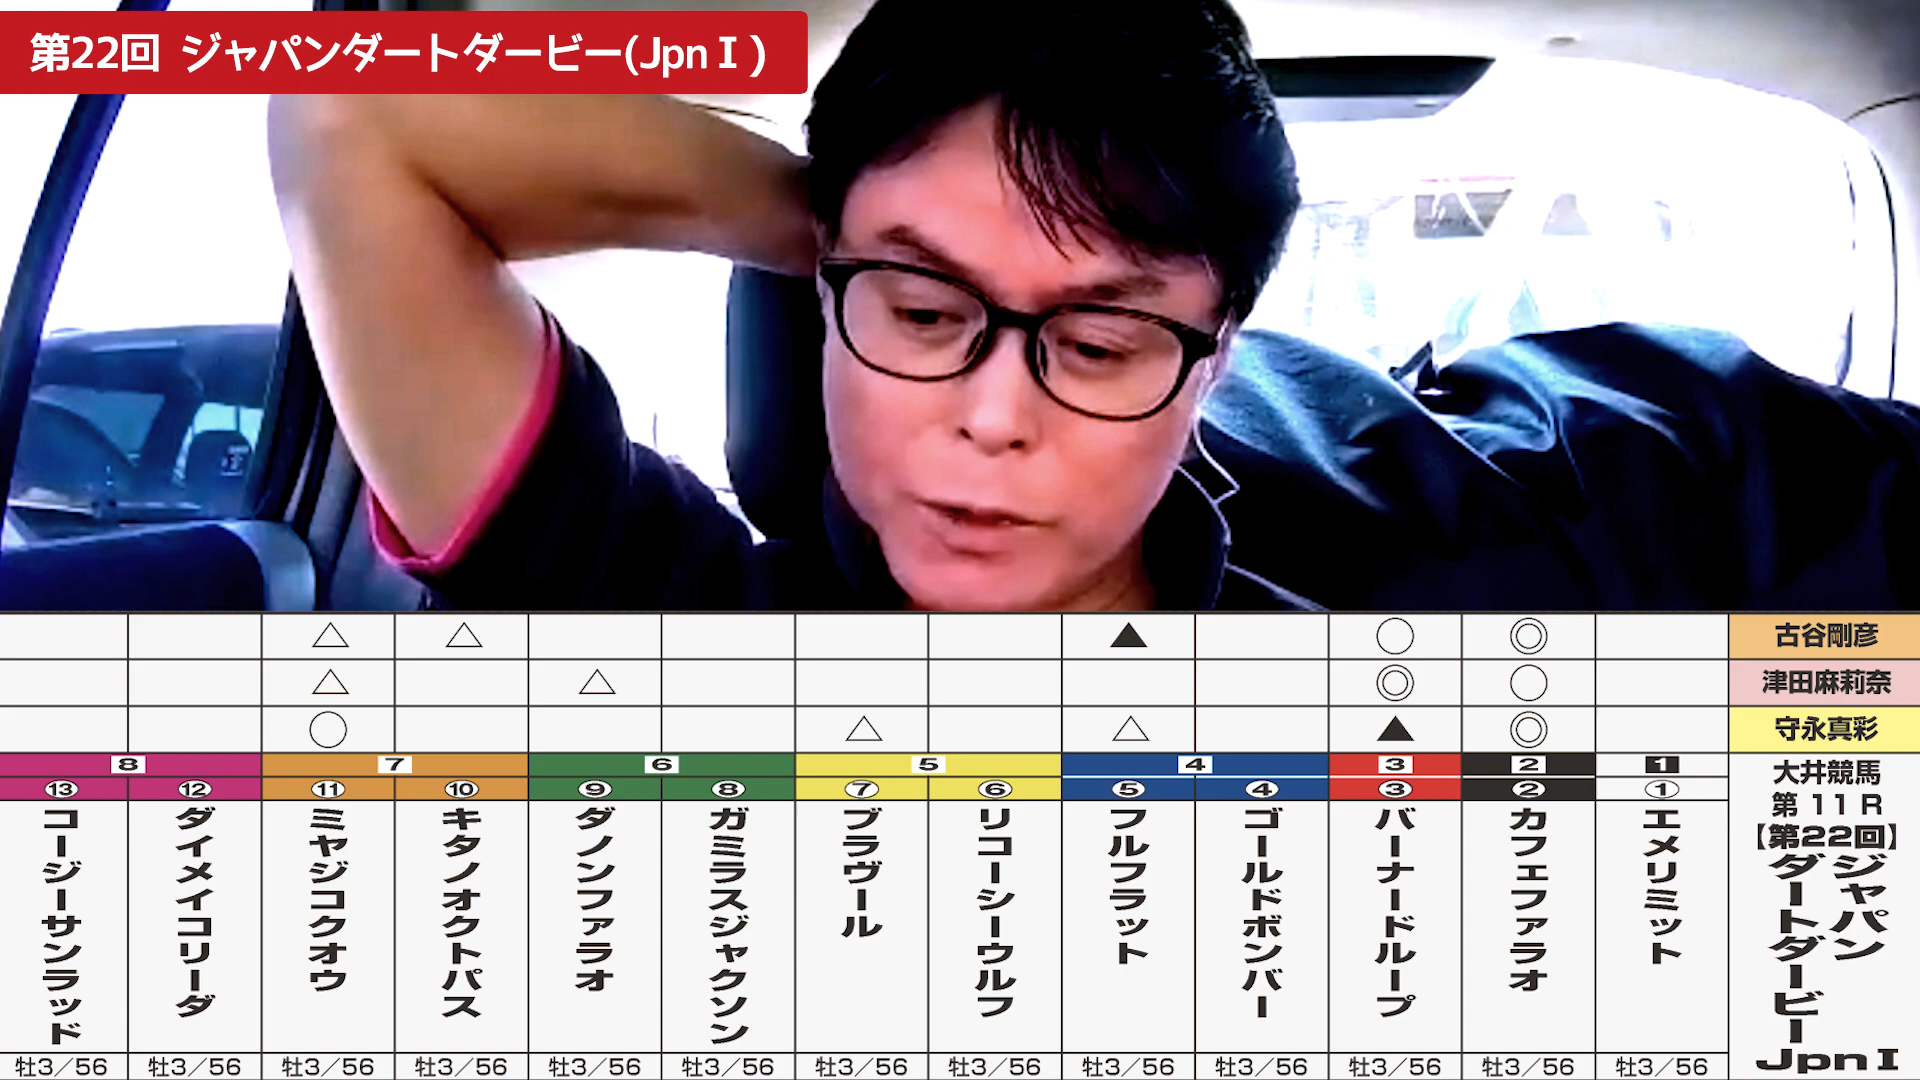 第22回 ジャパンダートダービー(JpnⅠ)
△ △ ▲ ○ ◎ 古谷剛彦
△ △ ◎ ○ 津田麻莉奈
○ △ △ ▲ ◎ 守永真彩
8 7 6 5 4 3 2 1
⑬ ⑫ ⑪ ⑩ ⑨ ⑧ ⑦ ⑥ ⑤ ④ ③ ② ①
大井競馬
第 11 R
【第22回】
ジャパン
ダートダービー
JpnⅠ
エメリミット
カフェファラオ
バーナードループ
ゴールドボンバー
フルフラット
リコーシーウルフ
ブラヴール
ガミラスジャクソン
ダノンファラオ
キタノオクトパス
ミヤジコクオウ
ダイメイコリーダ
コージーサンラッド
牡3/56 牡3/56 牡3/56 牡3/56 牡3/56 牡3/56 牡3/56 牡3/56 牡3/56 牡3/56 牡3/56 牡3/56 牡3/56